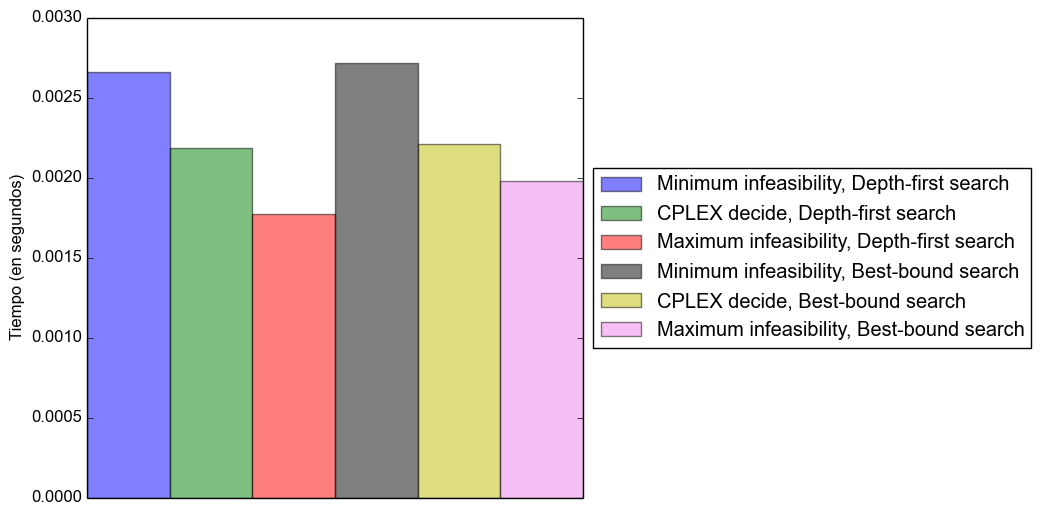 0.0030
0.0025
0.0020
0.0015
0.0010
0.0005
0.0000
Tiempo (en segundos)
Minimum infeasibility, Depth-first search
CPLEX decide, Depth-first search
Maximum infeasibility, Depth-first search
Minimum infeasibility, Best-bound search
CPLEX decide, Best-bound search
Maximum infeasibility, Best-bound search